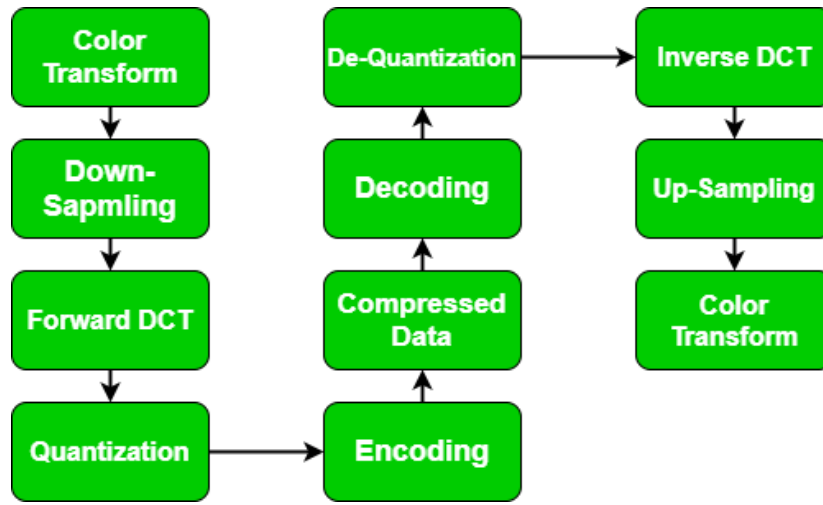 Color
Transform
Down-
Sapmling
Forward DCT
Quantization
Encoding
Compressed
Data
Decoding
De-Quantization
Inverse DCT
Up-Sampling
Color
Transform